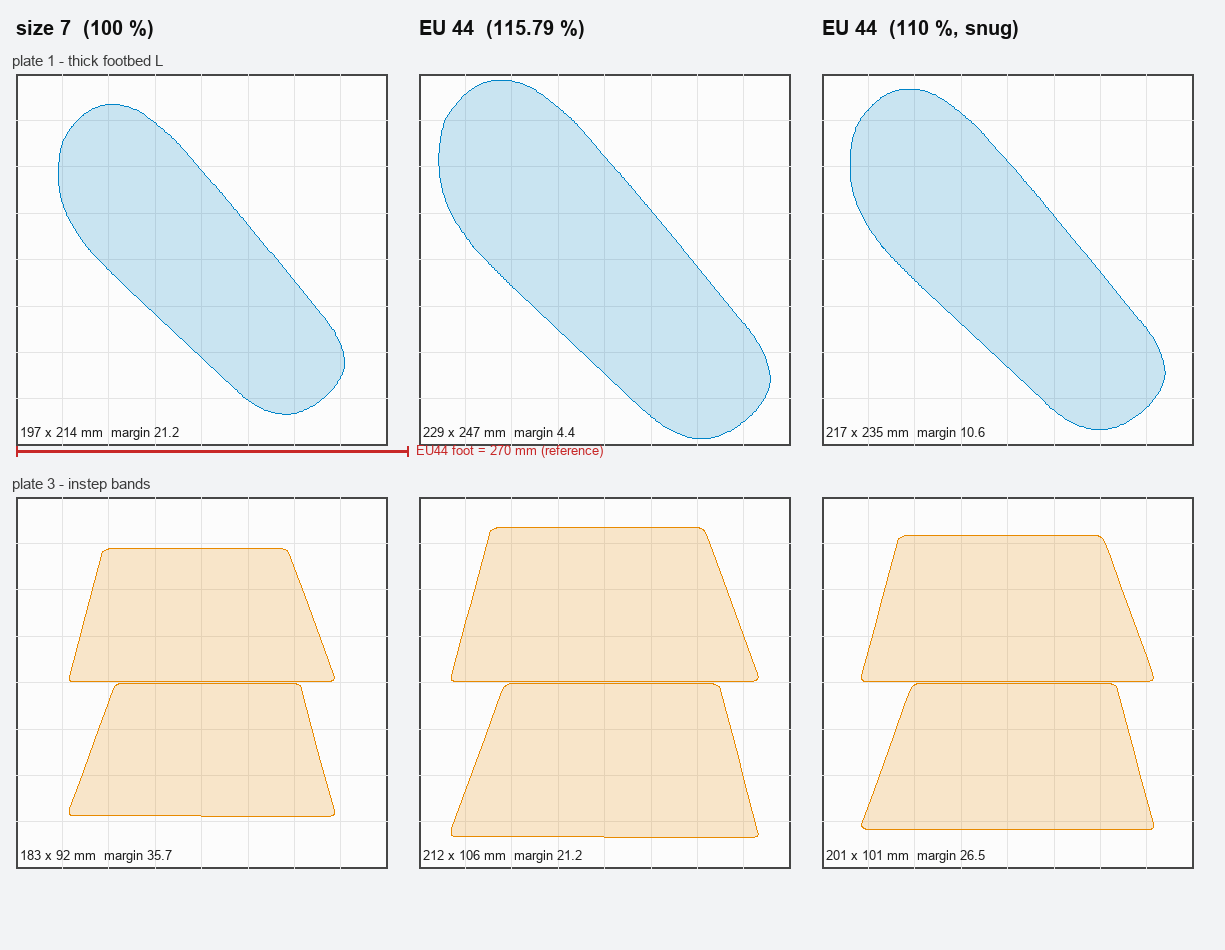 size 7  (100 %)
EU 44  (115.79 %)
EU 44  (110 %, snug)
plate 1 - thick footbed L
197 x 214 mm  margin 21.2
229 x 247 mm  margin 4.4
217 x 235 mm  margin 10.6
EU44 foot = 270 mm (reference)
plate 3 - instep bands
183 x 92 mm  margin 35.7
212 x 106 mm  margin 21.2
201 x 101 mm  margin 26.5